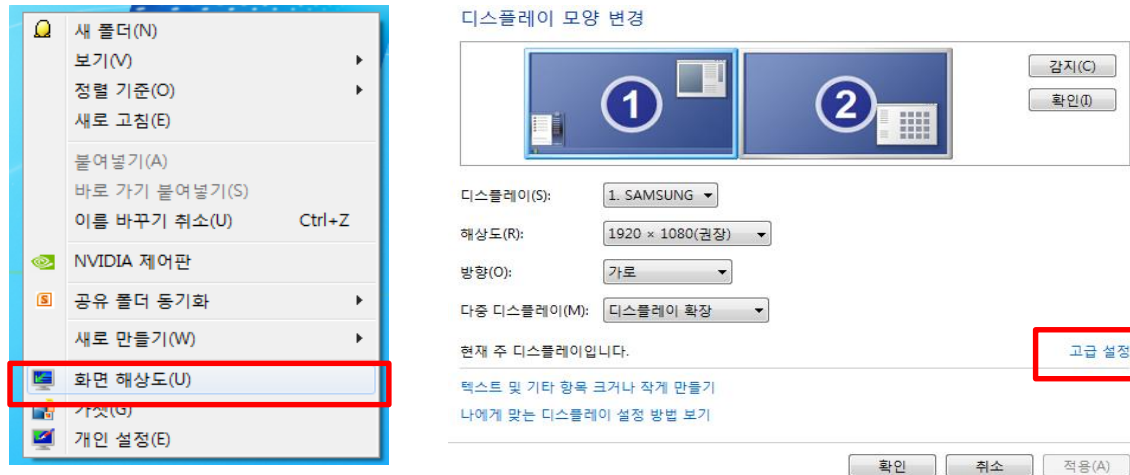 새 폴더(N)
보기(V)
정렬 기준(O)
새로 고침(E)
붙여넣기(A)
바로 가기 붙여넣기(S)
이름 바꾸기 취소(U) Ctrl+Z
NVIDIA 제어판
공유 폴더 동기화
새로 만들기(W)
화면 해상도(U)
가젯(G)
개인 설정(E)
디스플레이 모양 변경
1
2
감지(C)
확인(I)
디스플레이(S): 1. SAMSUNG
해상도(R): 1920 × 1080(권장)
방향(O): 가로
다중 디스플레이(M): 디스플레이 확장
현재 주 디스플레이입니다. 고급 설정
텍스트 및 기타 항목 크거나 작게 만들기
나에게 맞는 디스플레이 설정 방법 보기
확인 취소 적용(A)